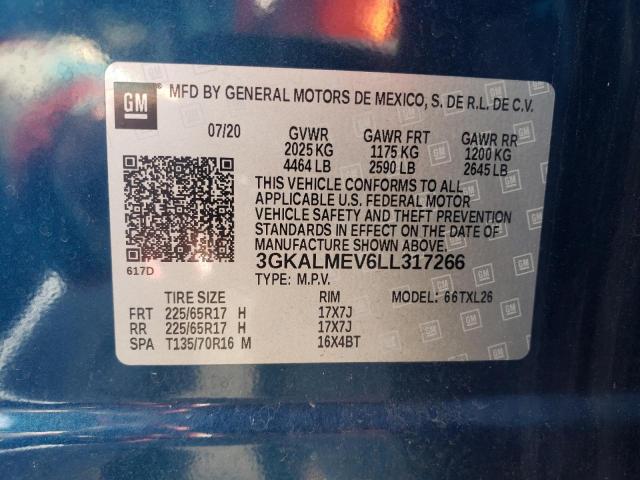 GM
MFD BY GENERAL MOTORS DE MEXICO, S. DE R.L. DE C.V.
07/20 GVWR GAWR FRT GAWR RR
2025 KG 1175 KG 1200 KG
4464 LB 2590 LB 2645 LB
THIS VEHICLE CONFORMS TO ALL
APPLICABLE U.S. FEDERAL MOTOR
VEHICLE SAFETY AND THEFT PREVENTION
STANDARDS IN EFFECT ON THE DATE OF
MANUFACTURE SHOWN ABOVE.
617D 3GKALMEV6LL317266
TYPE: M.P.V.
TIRE SIZE RIM MODEL: 66TXL26
FRT 225/65R17 H 17X7J
RR 225/65R17 H 17X7J
SPA T135/70R16 M 16X4BT